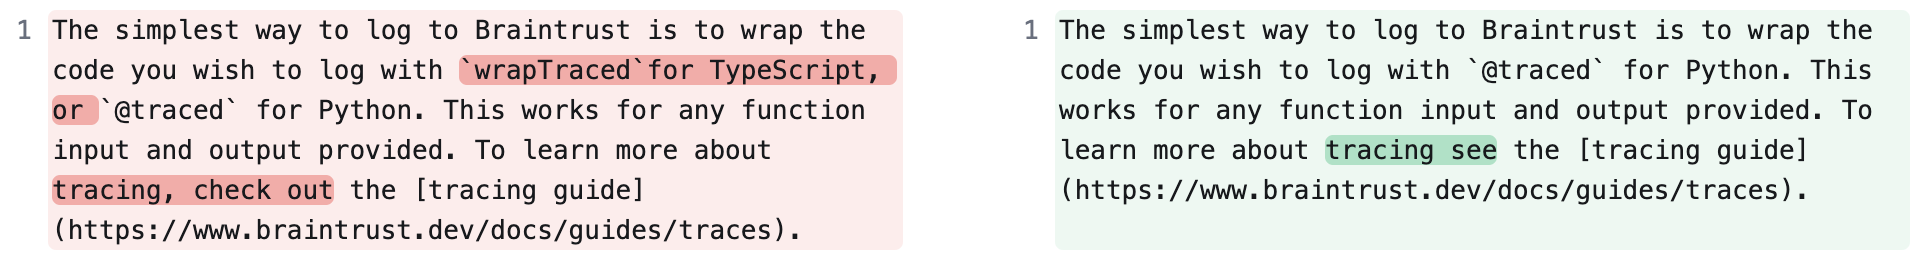 1 The simplest way to log to Braintrust is to wrap the
code you wish to log with `wrapTraced`for TypeScript,
or `@traced` for Python. This works for any function
input and output provided. To learn more about
tracing, check out the [tracing guide]
(https://www.braintrust.dev/docs/guides/traces).
1 The simplest way to log to Braintrust is to wrap the
code you wish to log with `@traced` for Python. This
works for any function input and output provided. To
learn more about tracing see the [tracing guide]
(https://www.braintrust.dev/docs/guides/traces).